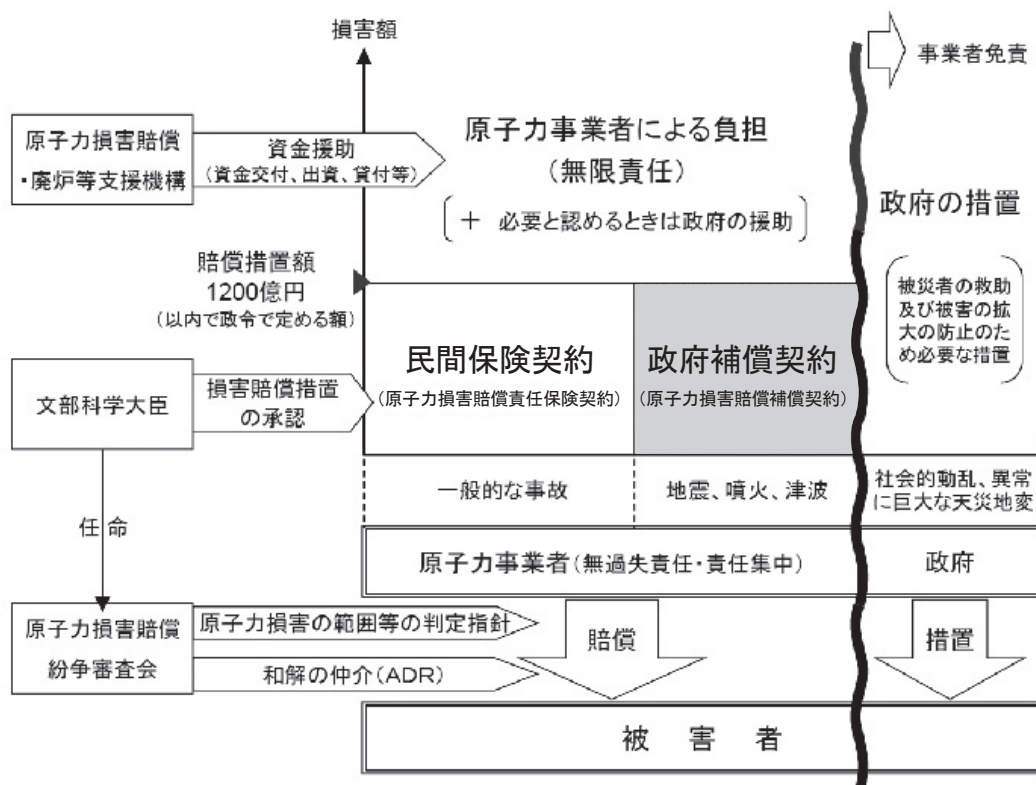 損害額
事業者免責
原子力損害賠償
・廃炉等支援機構
資金援助
(資金交付、出資、貸付等)
原子力事業者による負担
(無限責任)
+ 必要と認めるときは政府の援助
政府の措置
被災者の救助
及び被害の拡
大の防止のた
め必要な措置
賠償措置額
1200億円
(以内で政令で定める額)
民間保険契約
(原子力損害賠償責任保険契約)
政府補償契約
(原子力損害賠償補償契約)
文部科学大臣
損害賠償措置
の承認
一般的な事故
地震、噴火、津波
社会的動乱、異常
に巨大な天災地変
任命
原子力事業者(無過失責任・責任集中)
政府
原子力損害賠償
紛争審査会
原子力損害の範囲等の判定指針
和解の仲介(ADR)
賠償
措置
被害者